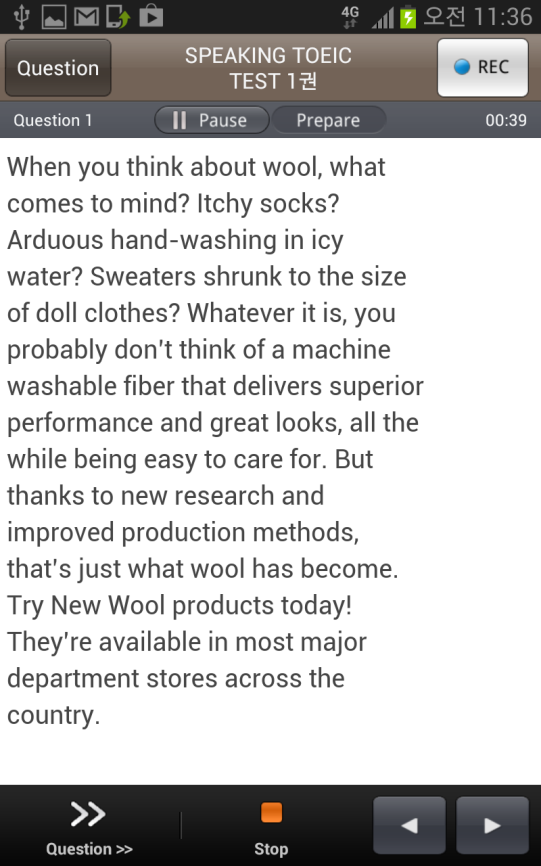 4G 오전 11:36
Question
SPEAKING TOEIC
TEST 1권
REC
Question 1 Pause Prepare 00:39
When you think about wool, what
comes to mind? Itchy socks?
Arduous hand-washing in icy
water? Sweaters shrunk to the size
of doll clothes? Whatever it is, you
probably don't think of a machine
washable fiber that delivers superior
performance and great looks, all the
while being easy to care for. But
thanks to new research and
improved production methods,
that's just what wool has become.
Try New Wool products today!
They're available in most major
department stores across the
country.
Question >> Stop